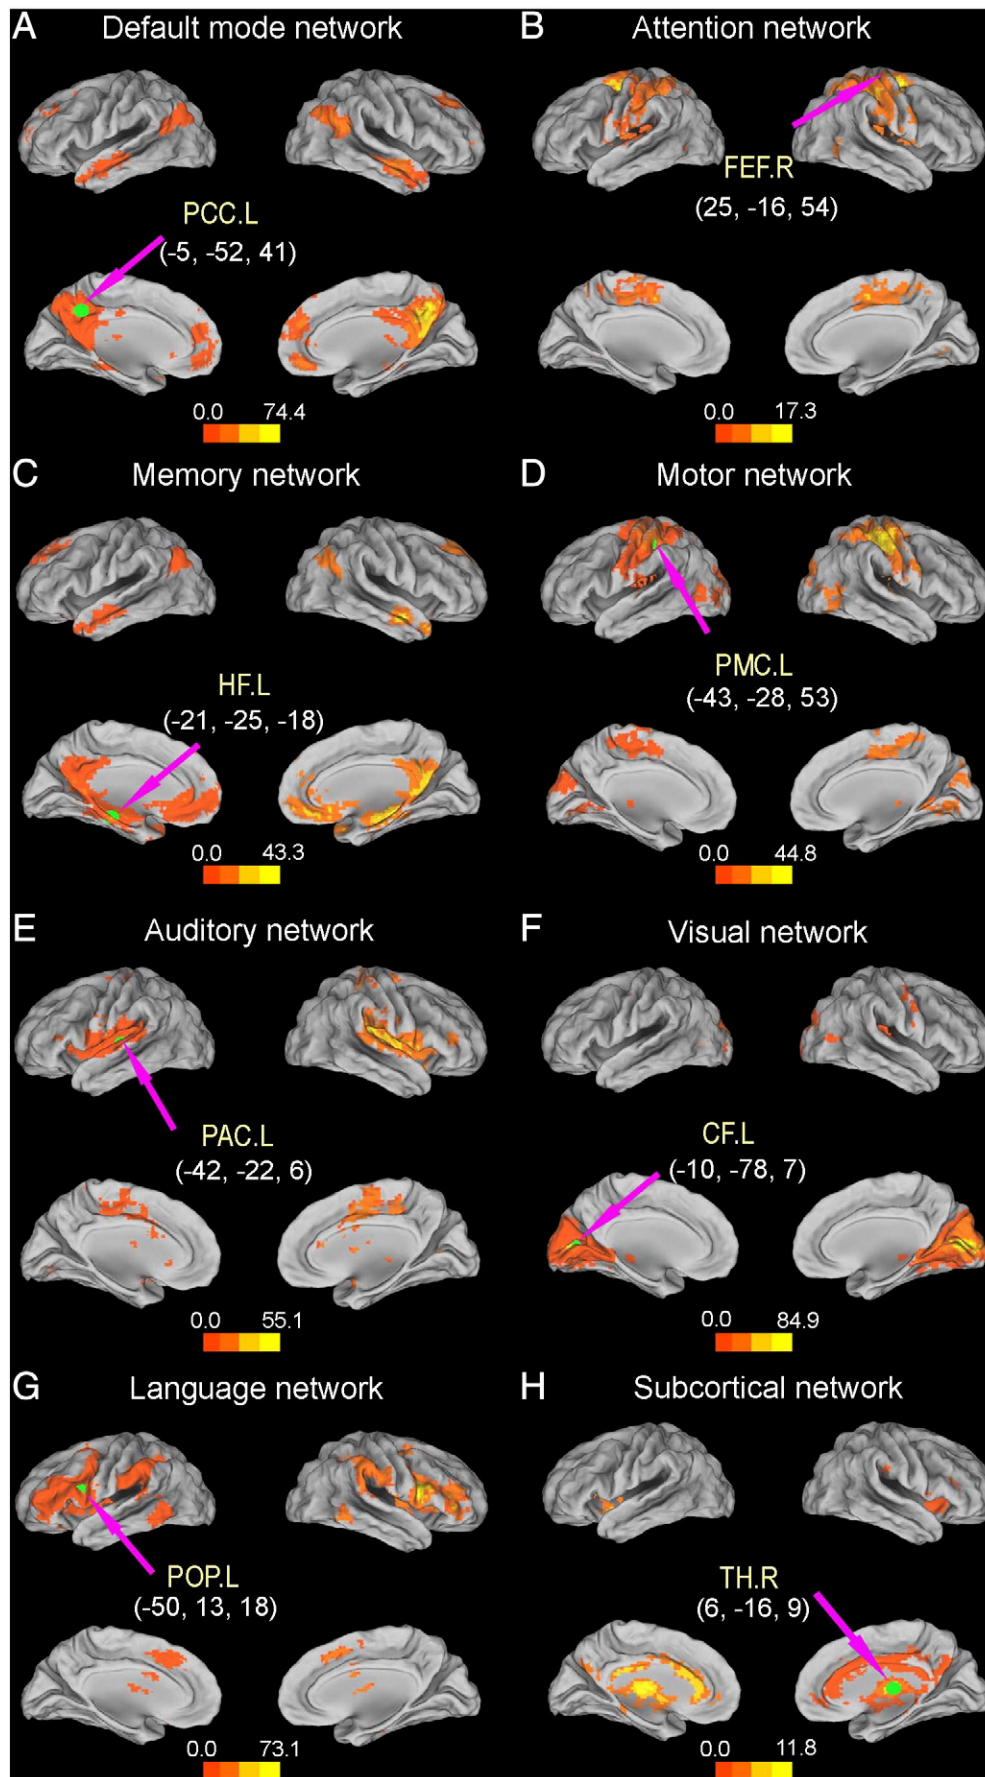 A Default mode network
PCC.L
(-5, -52, 41)
0.0 74.4
B Attention network
FEF.R
(25, -16, 54)
0.0 17.3
C Memory network
HF.L
(-21, -25, -18)
0.0 43.3
D Motor network
PMC.L
(-43, -28, 53)
0.0 44.8
E Auditory network
PAC.L
(-42, -22, 6)
0.0 55.1
F Visual network
CF.L
(-10, -78, 7)
0.0 84.9
G Language network
POP.L
(-50, 13, 18)
0.0 73.1
H Subcortical network
TH.R
(6, -16, 9)
0.0 11.8